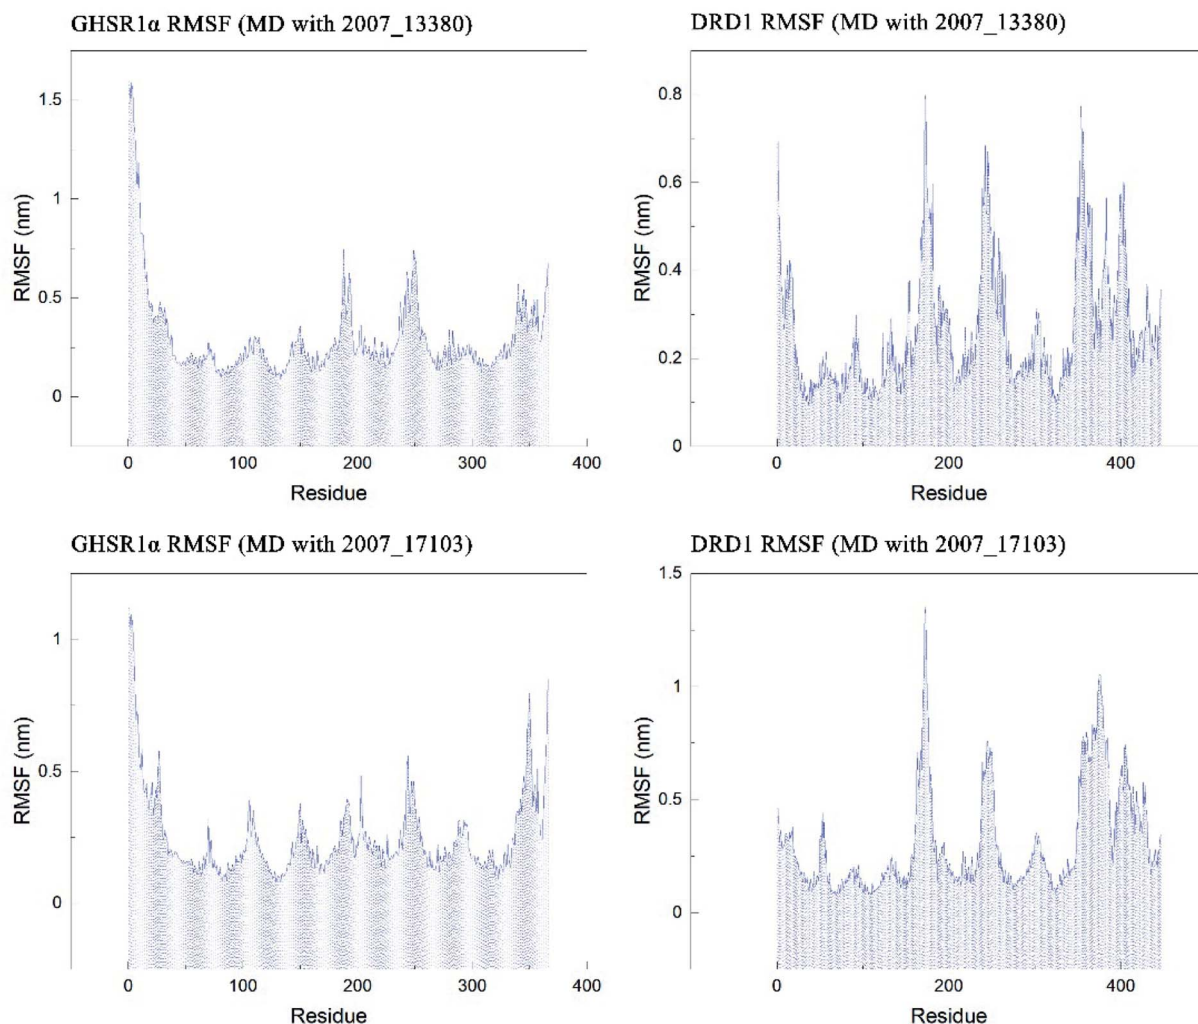 GHSR1α RMSF (MD with 2007_13380)
1.5
1
0.5
0
RMSF (nm)
0
100
200
300
400
Residue
DRD1 RMSF (MD with 2007_13380)
0.8
0.6
0.4
0.2
0
RMSF (nm)
0
200
400
Residue
GHSR1α RMSF (MD with 2007_17103)
1
0.5
0
RMSF (nm)
0
100
200
300
400
Residue
DRD1 RMSF (MD with 2007_17103)
1.5
1
0.5
0
RMSF (nm)
0
200
400
Residue